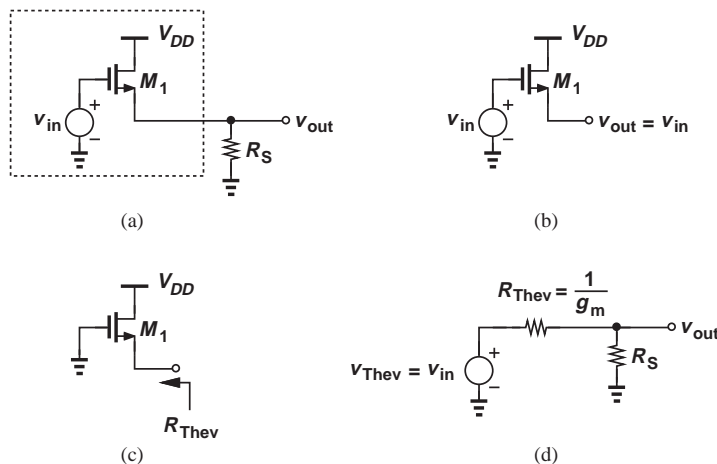 V_DD
M_1
v_in
+
−
v_out
R_S
(a)
V_DD
M_1
v_in
+
−
v_out = v_in
(b)
V_DD
M_1
R_Thev
(c)
R_Thev = 1/g_m
v_Thev = v_in
+
−
v_out
R_S
(d)